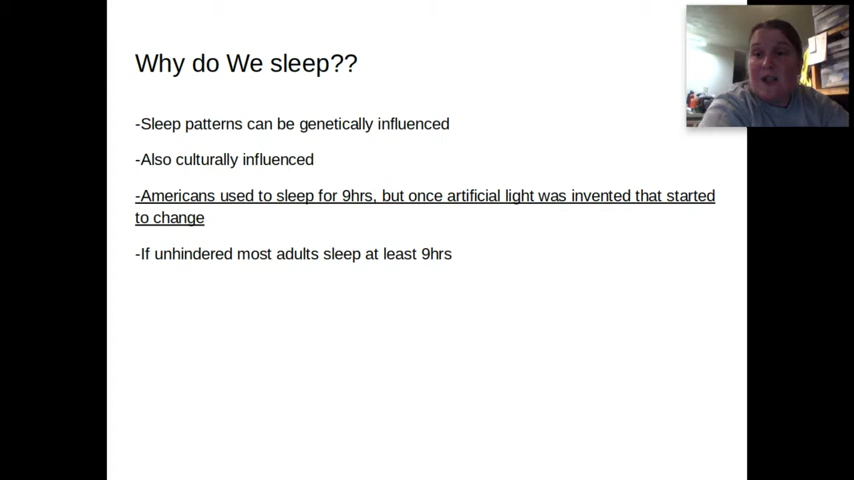 Why do We sleep??
-Sleep patterns can be genetically influenced
-Also culturally influenced
-Americans used to sleep for 9hrs, but once artificial light was invented that started
to change
-If unhindered most adults sleep at least 9hrs